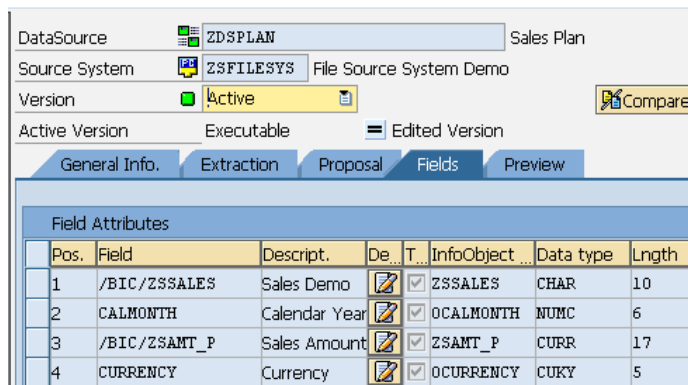 DataSource ZDSPLAN Sales Plan
Source System ZSFILESYS File Source System Demo
Version Active Compare
Active Version Executable = Edited Version
General Info. Extraction Proposal Fields Preview
Field Attributes
Pos. Field Descript. De... T... InfoObject ... Data type Lngth
1 /BIC/ZSSALES Sales Demo ZSSALES CHAR 10
2 CALMONTH Calendar Year 0CALMONTH NUMC 6
3 /BIC/ZSAMT_P Sales Amount ZSAMT_P CURR 17
4 CURRENCY Currency 0CURRENCY CUKY 5